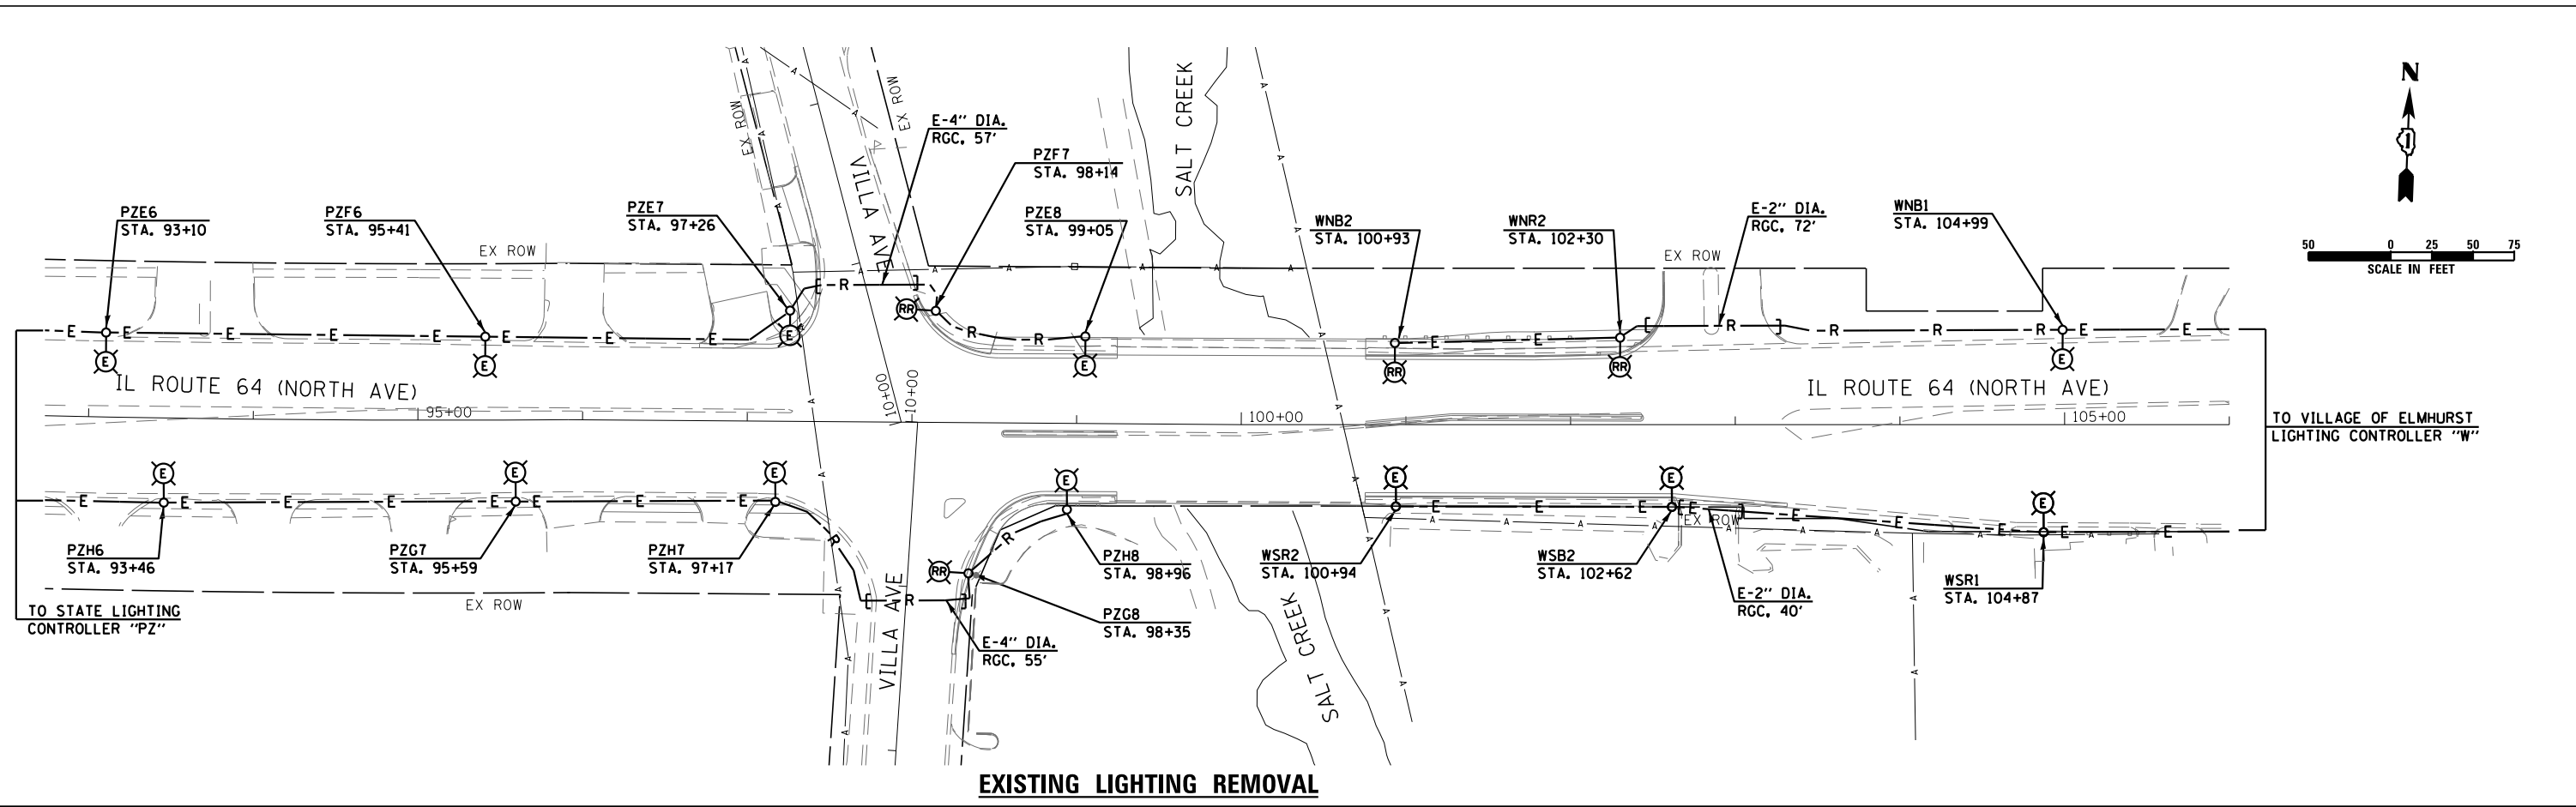 N
50 0 25 50 75
SCALE IN FEET
EX ROW
EX ROW
VILLA AVE
SALT CREEK
E-4" DIA.
RGC, 57'
PZF7
STA. 98+14
PZE6
STA. 93+10
PZF6
STA. 95+41
PZE7
STA. 97+26
PZE8
STA. 99+05
WNB2
STA. 100+93
WNR2
STA. 102+30
E-2" DIA.
RGC, 72'
WNB1
STA. 104+99
EX ROW
EX ROW
IL ROUTE 64 (NORTH AVE)
IL ROUTE 64 (NORTH AVE)
95+00
10+00
10+00
100+00
105+00
TO VILLAGE OF ELMHURST
LIGHTING CONTROLLER "W"
PZH6
STA. 93+46
PZG7
STA. 95+59
PZH7
STA. 97+17
PZH8
STA. 98+96
PZG8
STA. 98+35
WSR2
STA. 100+94
WSB2
STA. 102+62
EX ROW
E-2" DIA.
RGC, 40'
WSR1
STA. 104+87
TO STATE LIGHTING
CONTROLLER "PZ"
EX ROW
VILLA AVE
E-4" DIA.
RGC, 55'
SALT CREEK
EXISTING LIGHTING REMOVAL